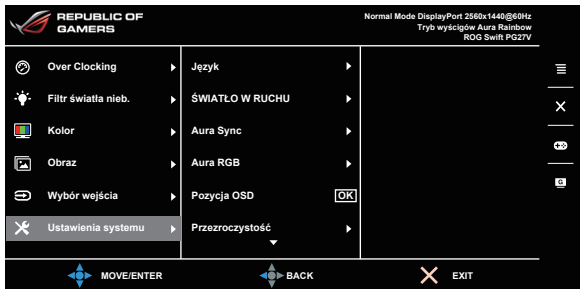 REPUBLIC OF
GAMERS
Normal Mode DisplayPort 2560x1440@60Hz
Tryb wyścigów Aura Rainbow
ROG Swift PG27V
Over Clocking
Filtr światła nieb.
Kolor
Obraz
Wybór wejścia
Ustawienia systemu
Język
ŚWIATŁO W RUCHU
Aura Sync
Aura RGB
Pozycja OSD
OK
Przezroczystość
G
MOVE/ENTER
BACK
EXIT